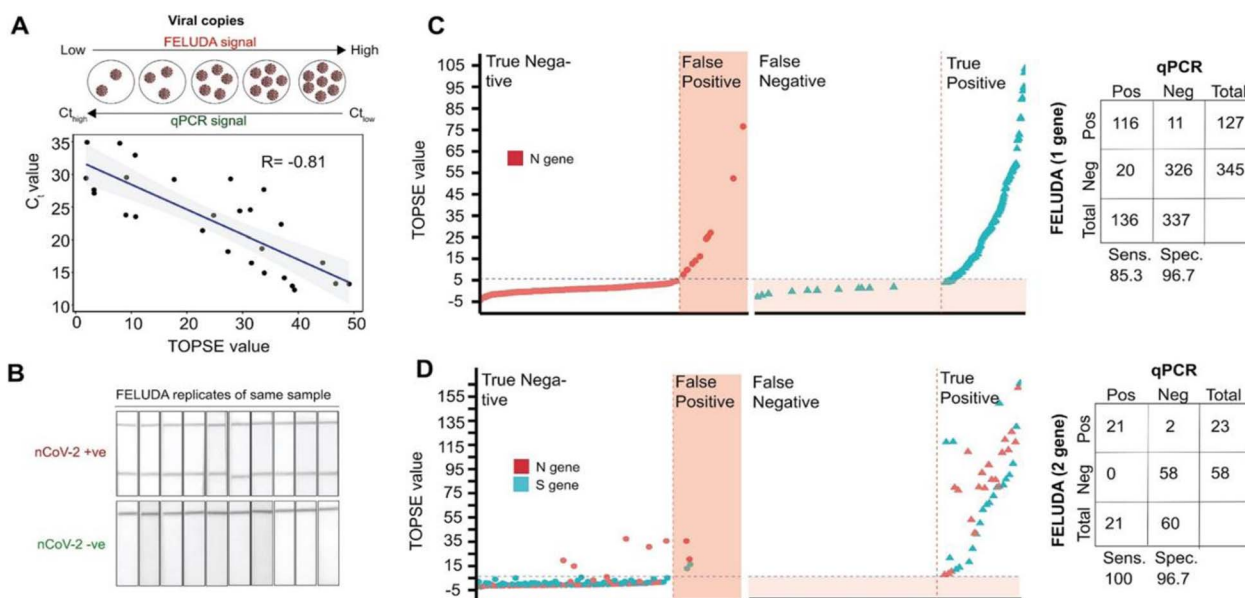 A
Viral copies
FELUDA signal
Low
High
Ct high
Ct low
qPCR signal
35
30
25
20
15
10
Ct value
R= -0.81
0
10
20
30
40
50
TOPSE value
B
FELUDA replicates of same sample
nCoV-2 +ve
nCoV-2 -ve
C
105
95
85
75
65
55
45
35
25
15
5
-5
TOPSE value
True Nega-
tive
False
Positive
False
Negative
True
Positive
N gene
qPCR
Pos Neg Total
FELUDA (1 gene)
Pos 116 11 127
Neg 20 326 345
Total 136 337
Sens. Spec.
85.3 96.7
D
155
135
115
95
75
55
35
15
-5
TOPSE value
True Nega-
tive
False
Positive
False
Negative
True
Positive
N gene
S gene
qPCR
Pos Neg Total
FELUDA (2 gene)
Pos 21 2 23
Neg 0 58 58
Total 21 60
Sens. Spec.
100 96.7